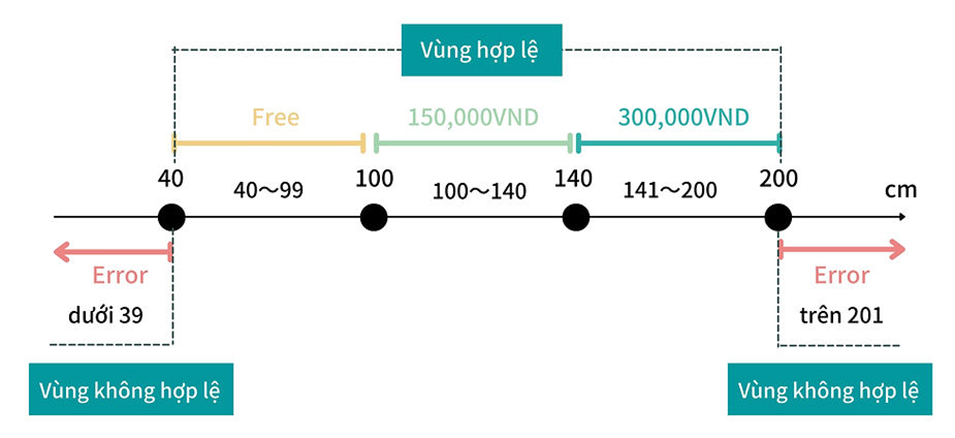 Vùng hợp lệ
Free
150,000VND
300,000VND
40
100
140
200
40～99
100～140
141～200
cm
Error
Error
dưới 39
trên 201
Vùng không hợp lệ
Vùng không hợp lệ